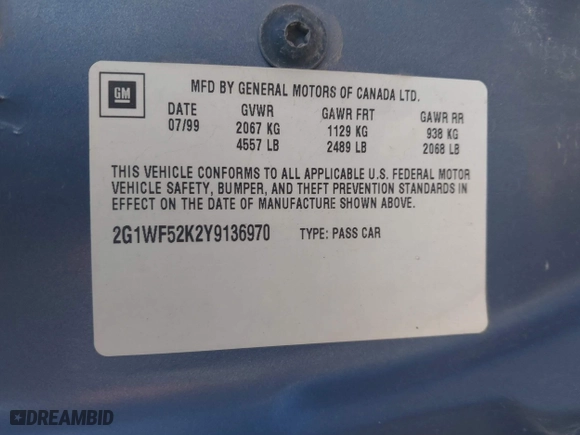 GM
MFD BY GENERAL MOTORS OF CANADA LTD.
DATE GVWR GAWR FRT GAWR RR
07/99 2067 KG 1129 KG 938 KG
4557 LB 2489 LB 2068 LB
THIS VEHICLE CONFORMS TO ALL APPLICABLE U.S. FEDERAL MOTOR
VEHICLE SAFETY, BUMPER, AND THEFT PREVENTION STANDARDS IN
EFFECT ON THE DATE OF MANUFACTURE SHOWN ABOVE.
2G1WF52K2Y9136970 TYPE: PASS CAR
DREAMBID